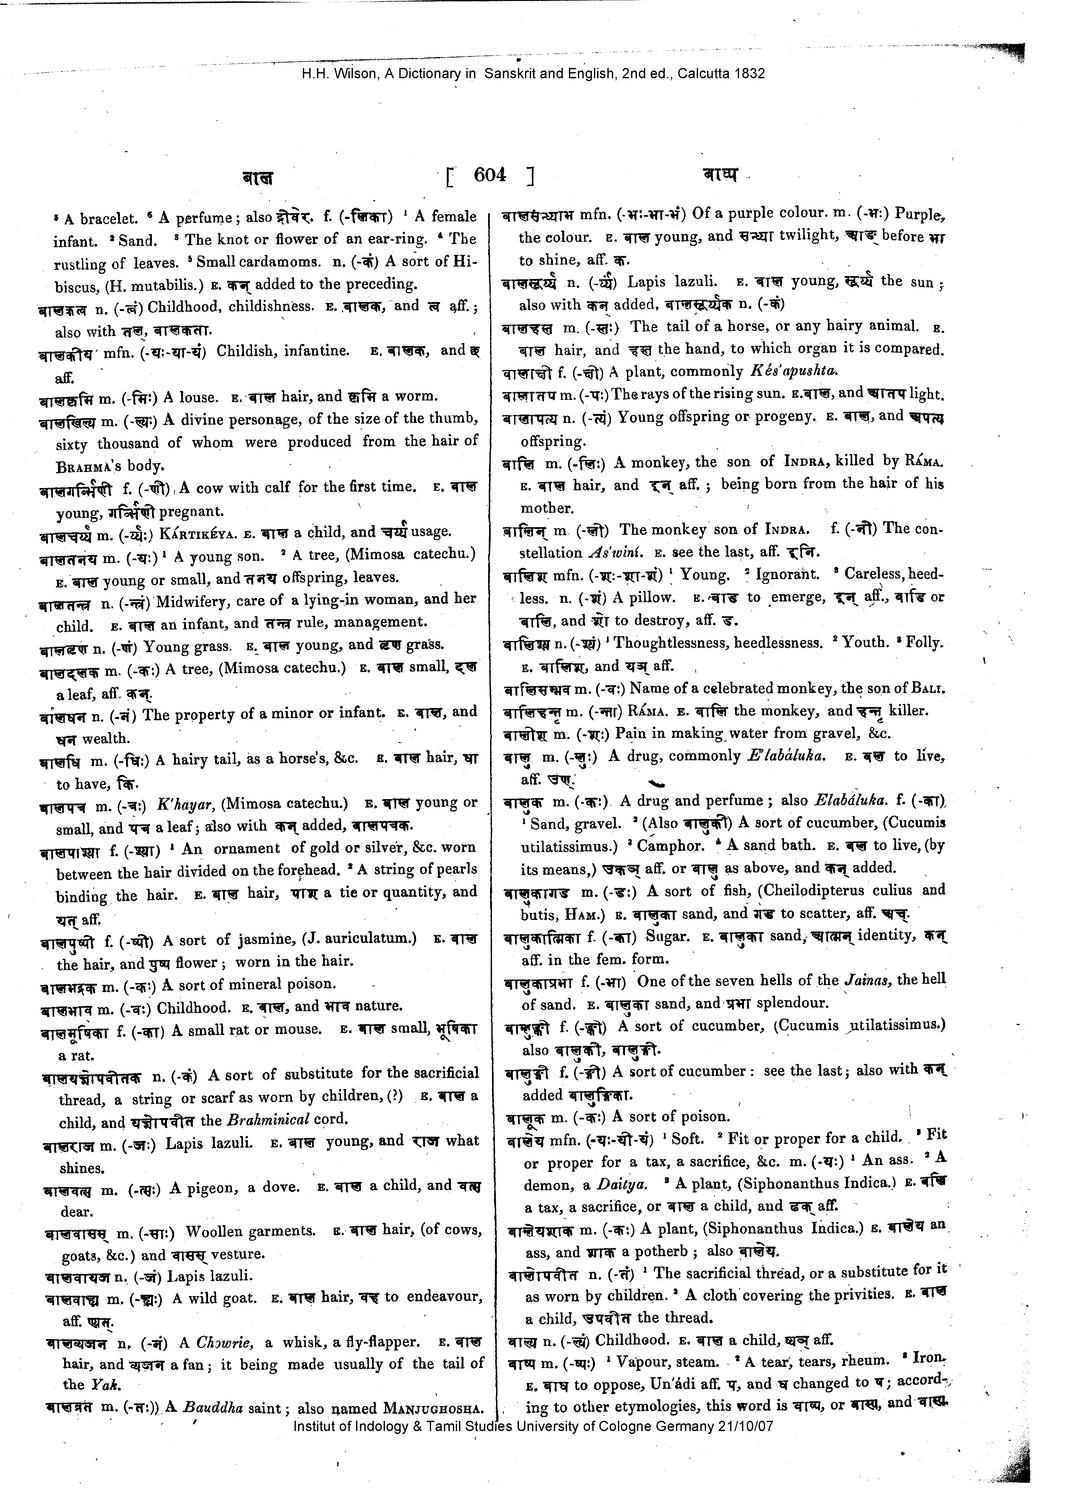 H.H. Wilson, A Dictionary in Sanskrit and English, 2nd ed., Calcutta 1832
बाल [ 604 ] बाष्प
⁵ A bracelet. ⁶ A perfume; also ह्रीवेर. f. (-लिका) ¹ A female
infant. ² Sand. ³ The knot or flower of an ear-ring. ⁴ The
rustling of leaves. ⁵ Small cardamoms. n. (-कं) A sort of Hi-
biscus, (H. mutabilis.) E. कन् added to the preceding.
बालकत्व n. (-त्वं) Childhood, childishness. E. बालक, and त्व aff.;
also with तल्, बालकता.
बालकीय mfn. (-यः-या-यं) Childish, infantine. E. बालक, and छ
aff.
बालकृमि m. (-मिः) A louse. E. बाल hair, and कृमि a worm.
बालखिल्य m. (-ल्यः) A divine personage, of the size of the thumb,
sixty thousand of whom were produced from the hair of
BRAHMA's body.
बालगर्भिणी f. (-णी) A cow with calf for the first time. E. बाल
young, गर्भिणी pregnant.
बालचर्य्य m. (-र्य्यः) KÁRTIKÉYA. E. बाल a child, and चर्य्य usage.
बालतनय m. (-यः) ¹ A young son. ² A tree, (Mimosa catechu.)
E. बाल young or small, and तनय offspring, leaves.
बालतन्त्र n. (-न्त्रं) Midwifery, care of a lying-in woman, and her
child. E. बाल an infant, and तन्त्र rule, management.
बालतृण n. (-णं) Young grass. E. बाल young, and तृण grass.
बालदलक m. (-कः) A tree, (Mimosa catechu.) E. बाल small, दल
a leaf, aff. कन्.
बालधन n. (-नं) The property of a minor or infant. E. बाल, and
धन wealth.
बालधि m. (-धिः) A hairy tail, as a horse's, &c. E. बाल hair, धा
to have, कि.
बालपत्र m. (-त्रः) K'hayar, (Mimosa catechu.) E. बाल young or
small, and पत्र a leaf; also with कन् added, बालपत्रक.
बालपाश्या f. (-श्या) ¹ An ornament of gold or silver, &c. worn
between the hair divided on the forehead. ² A string of pearls
binding the hair. E. बाल hair, पाश a tie or quantity, and
यत् aff.
बालपुष्पी f. (-ष्पी) A sort of jasmine, (J. auriculatum.) E. बाल
the hair, and पुष्प flower; worn in the hair.
बालभद्रक m. (-कः) A sort of mineral poison.
बालभाव m. (-वः) Childhood. E. बाल, and भाव nature.
बालमूषिका f. (-का) A small rat or mouse. E. बाल small, मूषिका
a rat.
बालयज्ञोपवीतक n. (-कं) A sort of substitute for the sacrificial
thread, a string or scarf as worn by children, (?) E. बाल a
child, and यज्ञोपवीत the Brahminical cord.
बालराज m. (-जः) Lapis lazuli. E. बाल young, and राज what
shines.
बालवत्स m. (-त्सः) A pigeon, a dove. E. बाल a child, and वत्स
dear.
बालवासस् m. (-साः) Woollen garments. E. बाल hair, (of cows,
goats, &c.) and वासस् vesture.
बालवायज n. (-जं) Lapis lazuli.
बालवाह्य m. (-ह्यः) A wild goat. E. बाल hair, वह to endeavour,
aff. ण्यत्.
बालव्यजन n. (-नं) A Chowrie, a whisk, a fly-flapper. E. बाल
hair, and व्यजन a fan; it being made usually of the tail of
the Yak.
बालव्रत m. (-तः)) A Bauddha saint; also named MANJUGHOSHA.
बालसंन्ध्याभ mfn. (-भः-भा-भं) Of a purple colour. m. (-भः) Purple,
the colour. E. बाल young, and सन्ध्या twilight, आङ् before भा
to shine, aff. क.
बालसूर्य्य n. (-र्य्यं) Lapis lazuli. E. बाल young, सूर्य्य the sun;
also with कन् added, बालसूर्य्यक n. (-कं)
बालहस्त m. (-स्तः) The tail of a horse, or any hairy animal. E.
बाल hair, and हस्त the hand, to which organ it is compared.
बालाची f. (-ची) A plant, commonly Kés'apushta.
बालातप m. (-पः) The rays of the rising sun. E. बाल, and आतप light.
बालापत्य n. (-त्यं) Young offspring or progeny. E. बाल, and अपत्य
offspring.
बालि m. (-लिः) A monkey, the son of INDRA, killed by RÁMA.
E. बाल hair, and इन् aff.; being born from the hair of his
mother.
बालिन् m. (-ली) The monkey son of INDRA. f. (-नी) The con-
stellation As'wini. E. see the last, aff. इनि.
बालिश mfn. (-शः-शा-शं) ¹ Young. ² Ignorant. ³ Careless, heed-
less. n. (-शं) A pillow. E. बाड to emerge, इन् aff., बाडि or
बालि, and शो to destroy, aff. ड.
बालिश्य n. (-श्यं) ¹ Thoughtlessness, heedlessness. ² Youth. ³ Folly.
E. बालिश, and यञ् aff.
बालिसम्भव m. (-वः) Name of a celebrated monkey, the son of BALI.
बालिहन्तृ m. (-न्ता) RÁMA. E. बालि the monkey, and हन्तृ killer.
बालीश m. (-शः) Pain in making water from gravel, &c.
बालु m. (-लुः) A drug, commonly E'labáluka. E. बल to live,
aff. उण्.
बालुक m. (-कः) A drug and perfume; also Elabáluka. f. (-का)
¹ Sand, gravel. ² (Also बालुकी) A sort of cucumber, (Cucumis
utilatissimus.) ³ Camphor. ⁴ A sand bath. E. बल to live, (by
its means,) उकञ् aff. or बालु as above, and कन् added.
बालुकागड m. (-डः) A sort of fish, (Cheilodipterus culius and
butis, HAM.) E. बालुका sand, and गड to scatter, aff. अच्.
बालुकात्मिका f. (-का) Sugar. E. बालुका sand, आत्मन् identity, कन्
aff. in the fem. form.
बालुकाप्रभा f. (-भा) One of the seven hells of the Jainas, the hell
of sand. E. बालुका sand, and प्रभा splendour.
बालुङ्की f. (-ङ्की) A sort of cucumber, (Cucumis utilatissimus.)
also बालुकी, बालुङ्गी.
बालुङ्गी f. (-ङ्गी) A sort of cucumber: see the last; also with कन्
added बालुङ्गिका.
बालूक m. (-कः) A sort of poison.
बालेय mfn. (-यः-यी-यं) ¹ Soft. ² Fit or proper for a child. ³ Fit
or proper for a tax, a sacrifice, &c. m. (-यः) ¹ An ass. ² A
demon, a Daitya. ³ A plant, (Siphonanthus Indica.) E. बलि
a tax, a sacrifice, or बाल a child, and ढक् aff.
बालेयशाक m. (-कः) A plant, (Siphonanthus Indica.) E. बालेय an
ass, and शाक a potherb; also बालेय.
बालोपवीत n. (-तं) ¹ The sacrificial thread, or a substitute for it
as worn by children. ² A cloth covering the privities. E. बाल
a child, उपवीत the thread.
बाल्य n. (-ल्यं) Childhood. E. बाल a child, ष्यञ् aff.
बाष्प m. (-ष्पः) ¹ Vapour, steam. ² A tear, tears, rheum. ³ Iron.
E. बाध to oppose, Un'ádi aff. प, and ध changed to ष; accord-
ing to other etymologies, this word is वाष्प, or बास्प, and वास्प.
Institut of Indology & Tamil Studies University of Cologne Germany 21/10/07